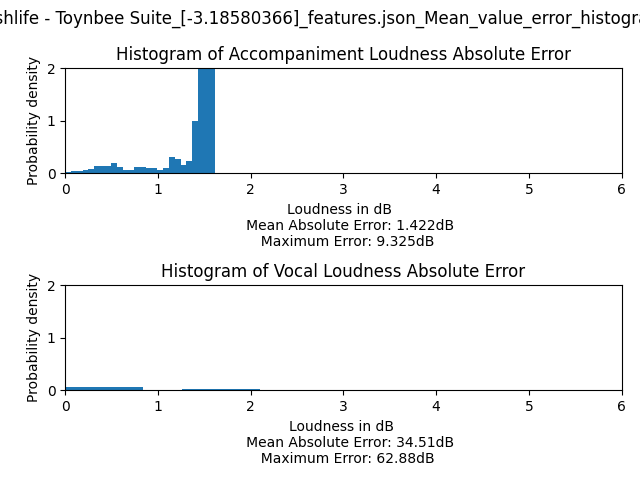 shlife - Toynbee Suite_[-3.18580366]_features.json_Mean_value_error_histogra
Histogram of Accompaniment Loudness Absolute Error
Probability density
2
1
0
0 1 2 3 4 5 6
Loudness in dB
Mean Absolute Error: 1.422dB
Maximum Error: 9.325dB
Histogram of Vocal Loudness Absolute Error
Probability density
2
1
0
0 1 2 3 4 5 6
Loudness in dB
Mean Absolute Error: 34.51dB
Maximum Error: 62.88dB